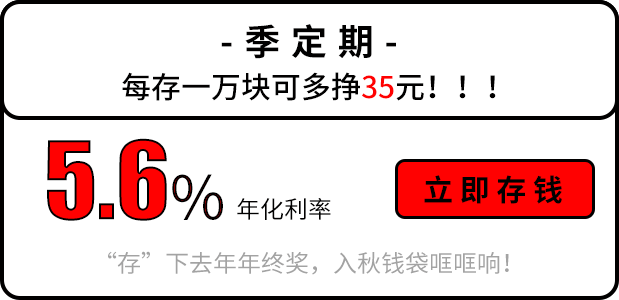 -季定期-
每存一万块可多挣35元！！！
5.6% 年化利率
立即存钱
“存”下去年年终奖，入秋钱袋哐哐响！